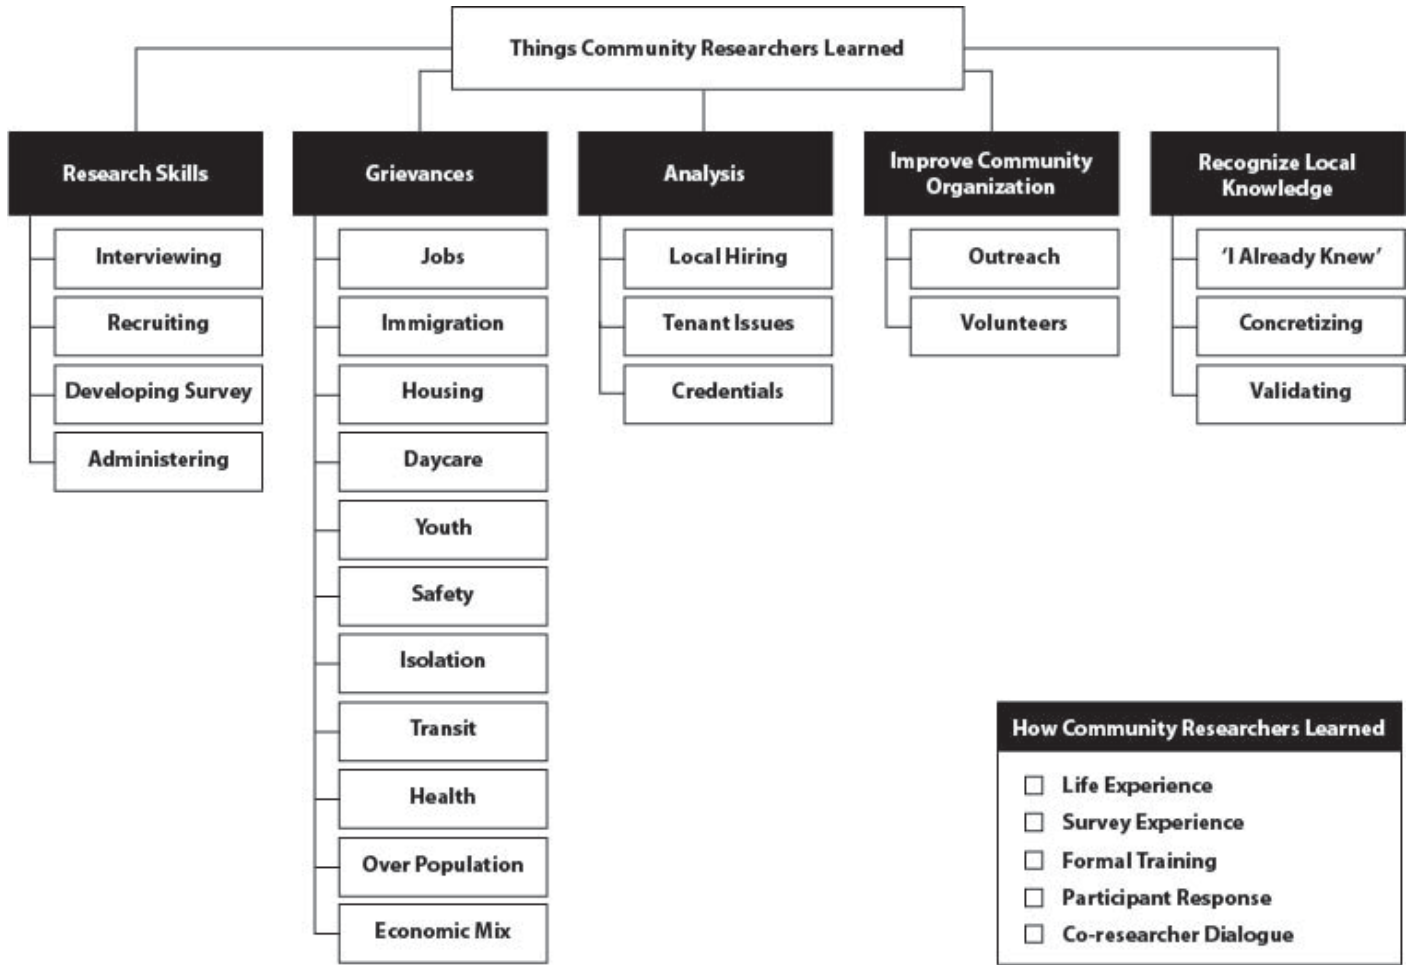 Things Community Researchers Learned
Research Skills
Interviewing
Recruiting
Developing Survey
Administering
Grievances
Jobs
Immigration
Housing
Daycare
Youth
Safety
Isolation
Transit
Health
Over Population
Economic Mix
Analysis
Local Hiring
Tenant Issues
Credentials
Improve Community
Organization
Outreach
Volunteers
Recognize Local
Knowledge
‘I Already Knew’
Concretizing
Validating
How Community Researchers Learned
Life Experience
Survey Experience
Formal Training
Participant Response
Co-researcher Dialogue